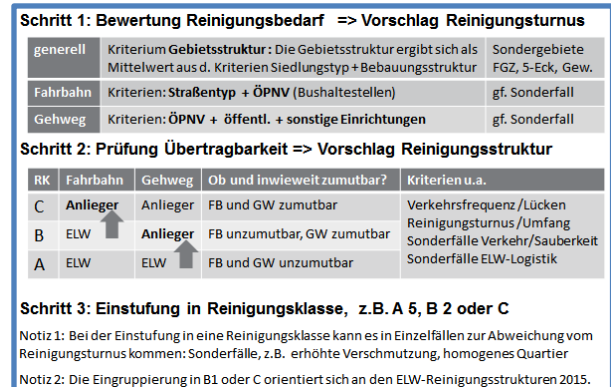 Schritt 1: Bewertung Reinigungsbedarf => Vorschlag Reinigungsturnus
generell Kriterium Gebietsstruktur : Die Gebietsstruktur ergibt sich als Sondergebiete
Mittelwert aus d. Kriterien Siedlungstyp + Bebauungsstruktur FGZ, 5-Eck, Gew.
Fahrbahn Kriterien: Straßentyp + ÖPNV (Bushaltestellen) gf. Sonderfall
Gehweg Kriterien: ÖPNV + öffentl. + sonstige Einrichtungen gf. Sonderfall
Schritt 2: Prüfung Übertragbarkeit => Vorschlag Reinigungsstruktur
RK Fahrbahn Gehweg Ob und inwieweit zumutbar? Kriterien u.a.
C Anlieger Anlieger FB und GW zumutbar Verkehrsfrequenz / Lücken
Reinigungsturnus / Umfang
B ELW Anlieger FB unzumutbar, GW zumutbar Sonderfälle Verkehr/Sauberkeit
A ELW ELW FB und GW unzumutbar Sonderfälle ELW-Logistik
Schritt 3: Einstufung in Reinigungsklasse, z.B. A 5, B 2 oder C
Notiz 1: Bei der Einstufung in eine Reinigungsklasse kann es in Einzelfällen zur Abweichung vom
Reinigungsturnus kommen: Sonderfälle, z.B. erhöhte Verschmutzung, homogenes Quartier
Notiz 2: Die Eingruppierung in B1 oder C orientiert sich an den ELW-Reinigungsstrukturen 2015.